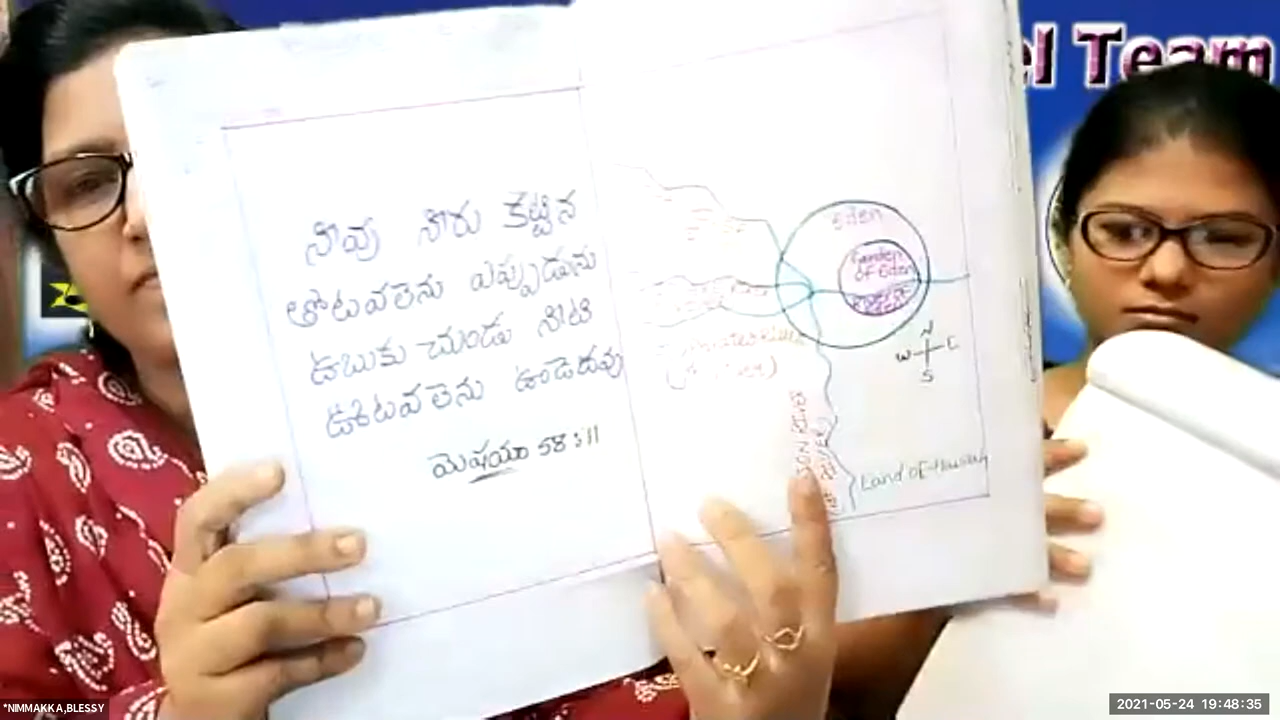 నీవు నీరు కట్టిన
తోటవలెను ఎప్పుడును
ఉబుకు చుండు నీటి
ఊటవలెను ఉండెదవు
యెషయా 58:11
Eden
Garden
OF Eden
N
W E
S
Land of Havilah
el Team
*NIMMAKKA,BLESSY
2021-05-24 19:48:35